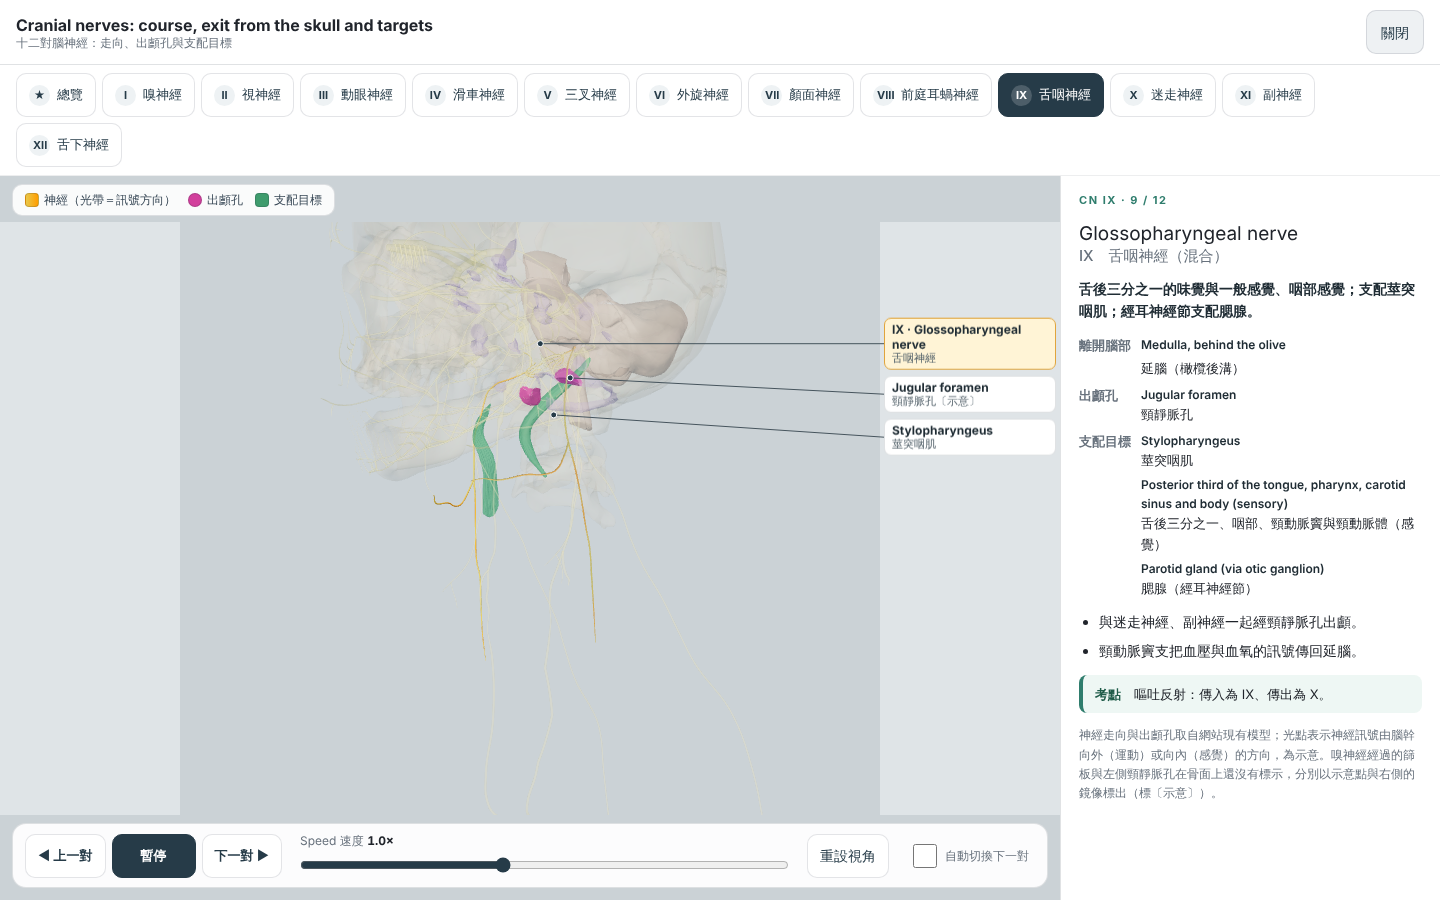 Cranial nerves: course, exit from the skull and targets
十二對腦神經：走向、出顱孔與支配目標
關閉
★ 總覽
I 嗅神經
II 視神經
III 動眼神經
IV 滑車神經
V 三叉神經
VI 外旋神經
VII 顏面神經
VIII 前庭耳蝸神經
IX 舌咽神經
X 迷走神經
XI 副神經
XII 舌下神經
神經（光帶＝訊號方向）
出顱孔
支配目標
IX · Glossopharyngeal
nerve
舌咽神經
Jugular foramen
頸靜脈孔〔示意〕
Stylopharyngeus
莖突咽肌
◀ 上一對
暫停
下一對 ▶
Speed 速度 1.0×
重設視角
自動切換下一對
CN IX · 9 / 12
Glossopharyngeal nerve
IX 舌咽神經（混合）
舌後三分之一的味覺與一般感覺、咽部感覺；支配莖突
咽肌；經耳神經節支配腮腺。
離開腦部 Medulla, behind the olive
延腦（橄欖後溝）
出顱孔 Jugular foramen
頸靜脈孔
支配目標 Stylopharyngeus
莖突咽肌
Posterior third of the tongue, pharynx, carotid
sinus and body (sensory)
舌後三分之一、咽部、頸動脈竇與頸動脈體（感
覺）
Parotid gland (via otic ganglion)
腮腺（經耳神經節）
• 與迷走神經、副神經一起經頸靜脈孔出顱。
• 頸動脈竇支把血壓與血氧的訊號傳回延腦。
考點 嘔吐反射：傳入為 IX、傳出為 X。
神經走向與出顱孔取自網站現有模型；光點表示神經訊號由腦幹
向外（運動）或向內（感覺）的方向，為示意。嗅神經經過的篩
板與左側頸靜脈孔在骨面上還沒有標示，分別以示意點與右側的
鏡像標出（標〔示意〕）。